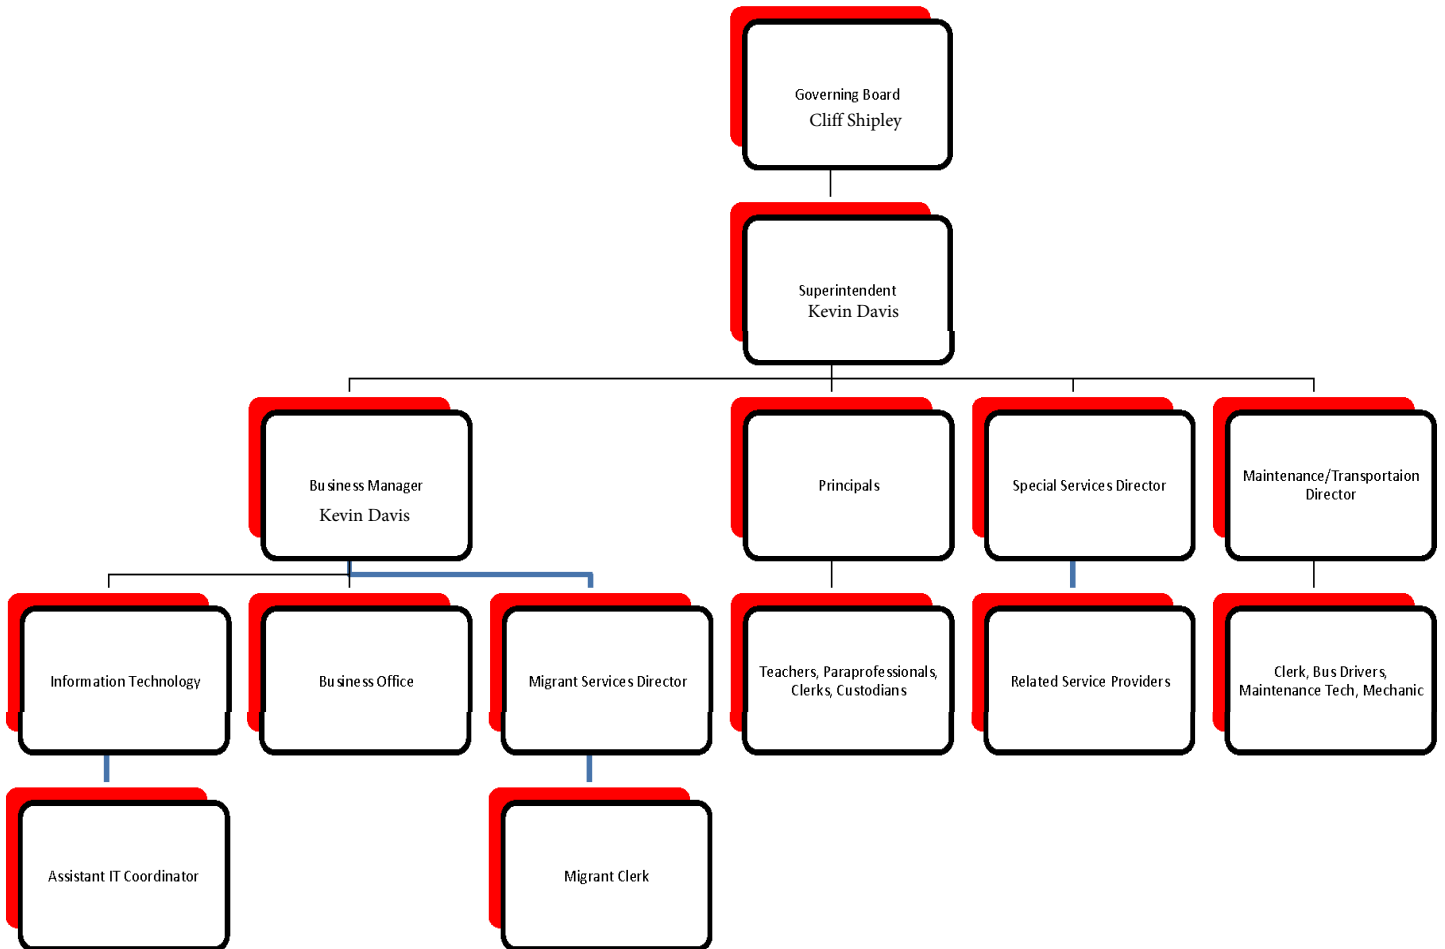 Governing Board
Cliff Shipley
Superintendent
Kevin Davis
Business Manager
Kevin Davis
Principals
Special Services Director
Maintenance/Transportaion
Director
Information Technology
Business Office
Migrant Services Director
Teachers, Paraprofessionals,
Clerks, Custodians
Related Service Providers
Clerk, Bus Drivers,
Maintenance Tech, Mechanic
Assistant IT Coordinator
Migrant Clerk